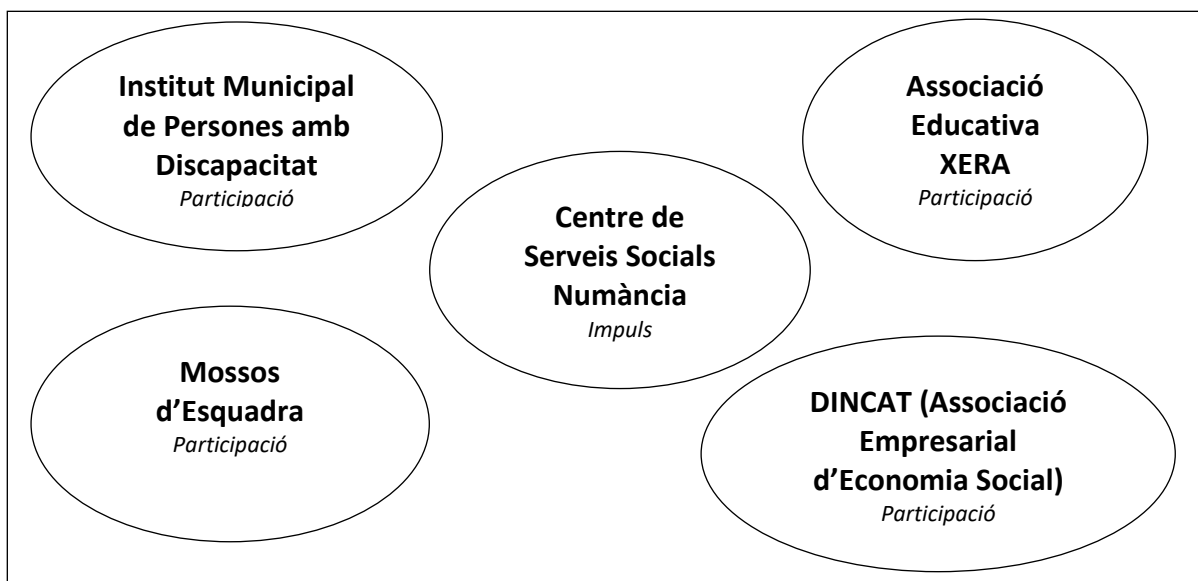 Institut Municipal
de Persones amb
Discapacitat
Participació
Associació
Educativa
XERA
Participació
Centre de
Serveis Socials
Numància
Impuls
Mossos
d’Esquadra
Participació
DINCAT (Associació
Empresarial
d’Economia Social)
Participació